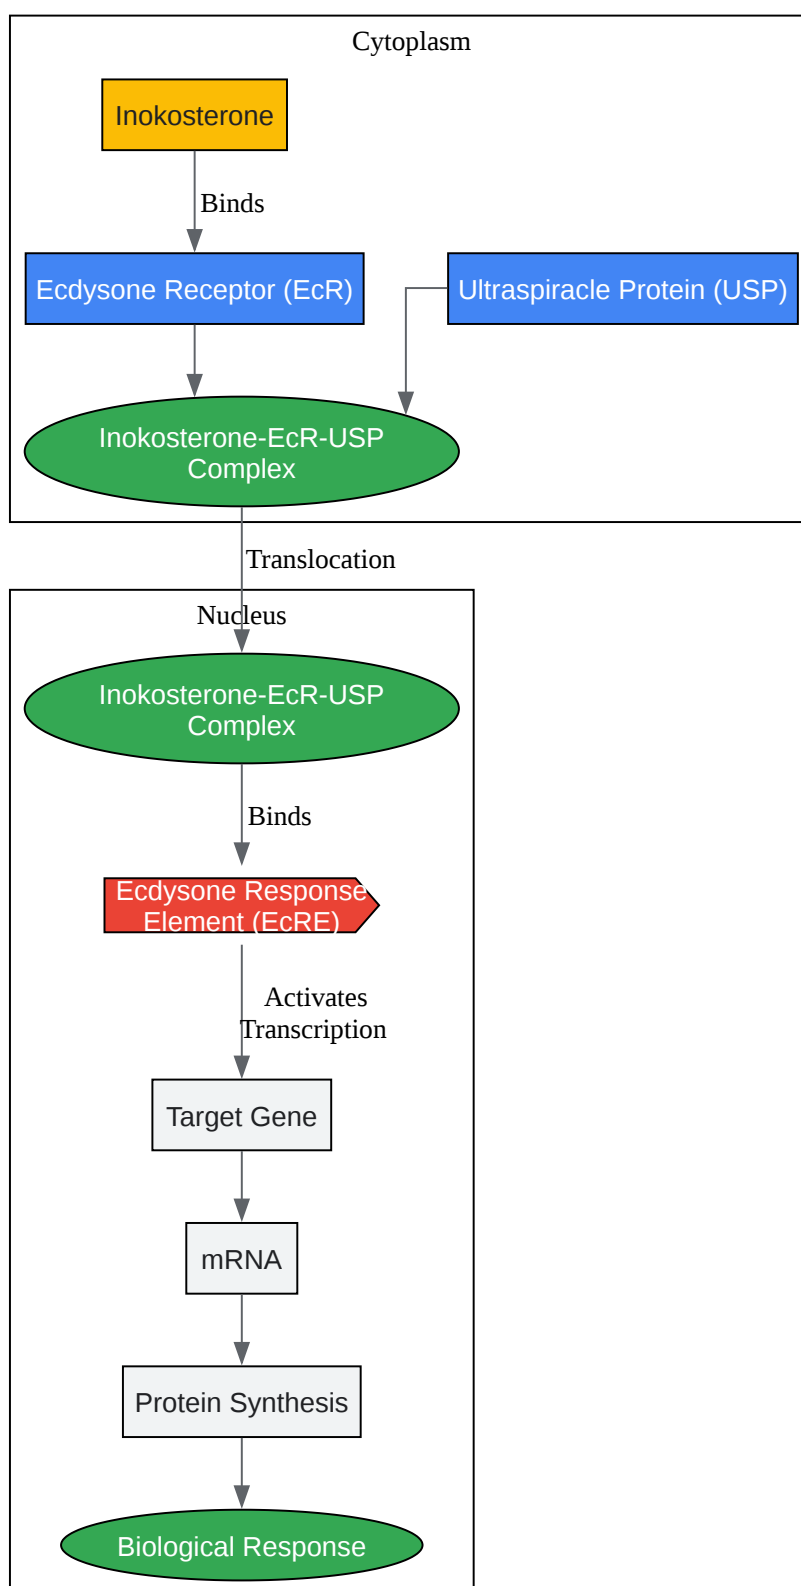 Cytoplasm
Inokosterone
Binds
Ecdysone Receptor (EcR)
Ultraspiracle Protein (USP)
Inokosterone-EcR-USP
Complex
Translocation
Nucleus
Inokosterone-EcR-USP
Complex
Binds
Ecdysone Response
Element (EcRE)
Activates
Transcription
Target Gene
mRNA
Protein Synthesis
Biological Response